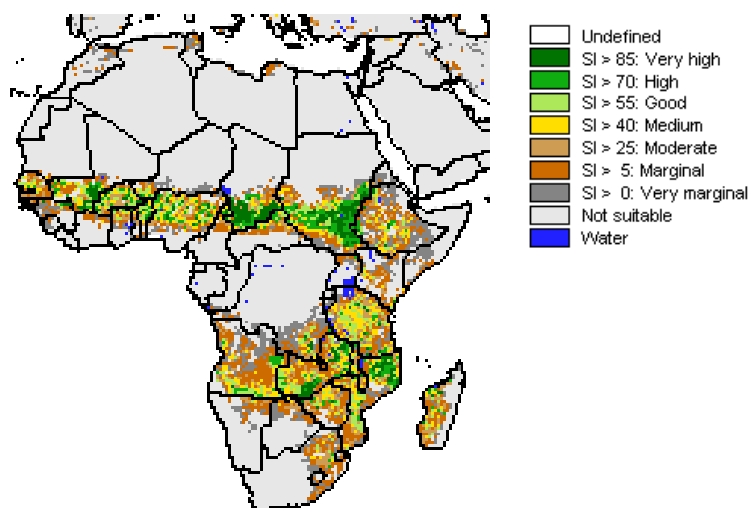 Undefined
SI > 85: Very high
SI > 70: High
SI > 55: Good
SI > 40: Medium
SI > 25: Moderate
SI > 5: Marginal
SI > 0: Very marginal
Not suitable
Water